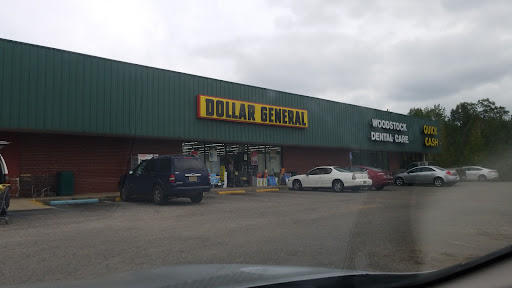 DOLLAR GENERAL
WOODSTOCK
DENTAL CARE
QUICK
CASH